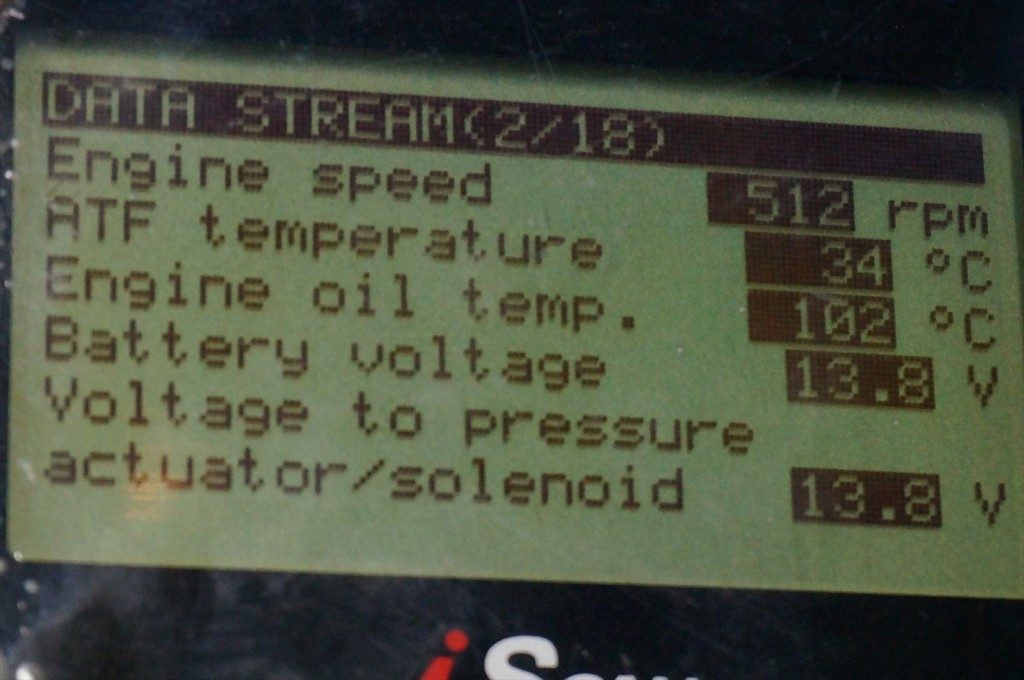 DATA STREAM(2/18)
Engine speed 512 rpm
ATF temperature 34 °C
Engine oil temp. 102 °C
Battery voltage 13.8 V
Voltage to pressure
actuator/solenoid 13.8 V